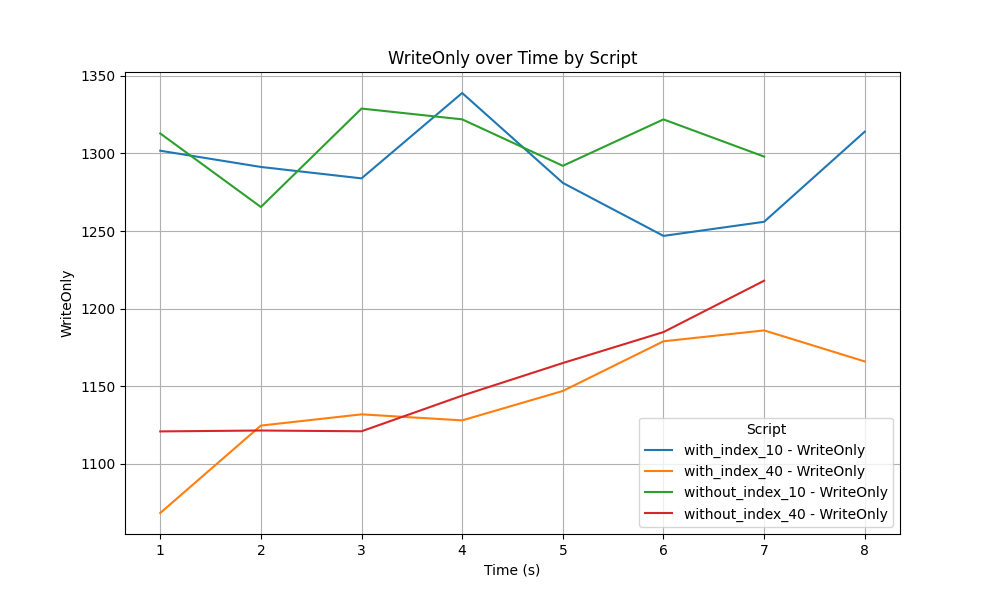 WriteOnly over Time by Script
WriteOnly
1350
1300
1250
1200
1150
1100
1 2 3 4 5 6 7 8
Time (s)
Script
with_index_10 - WriteOnly
with_index_40 - WriteOnly
without_index_10 - WriteOnly
without_index_40 - WriteOnly